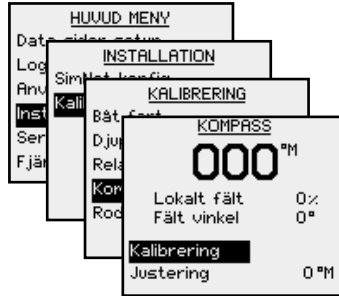 HUVUD MENY
Data sidor setup
Log
Anv
Inst
Ser
Fjär
INSTALLATION
SimNet konfig
Kali
KALIBRERING
Båt fart
Djup
Rela
Kom
Rod
KOMPASS
000°M
Lokalt fält 0%
Fält vinkel 0°
Kalibrering
Justering 0°M